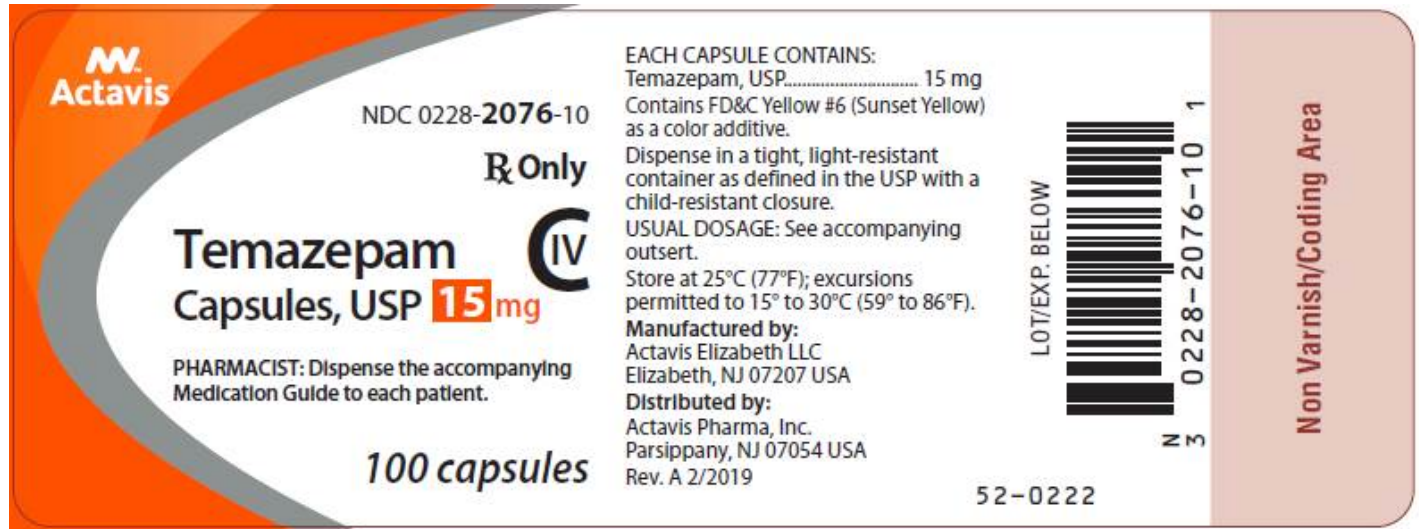 Actavis
NDC 0228-2076-10
Rx Only
CIV
Temazepam
Capsules, USP 15 mg
PHARMACIST: Dispense the accompanying
Medication Guide to each patient.
100 capsules
EACH CAPSULE CONTAINS:
Temazepam, USP............................... 15 mg
Contains FD&C Yellow #6 (Sunset Yellow)
as a color additive.
Dispense in a tight, light-resistant
container as defined in the USP with a
child-resistant closure.
USUAL DOSAGE: See accompanying
outsert.
Store at 25°C (77°F); excursions
permitted to 15° to 30°C (59° to 86°F).
Manufactured by:
Actavis Elizabeth LLC
Elizabeth, NJ 07207 USA
Distributed by:
Actavis Pharma, Inc.
Parsippany, NJ 07054 USA
Rev. A 2/2019
LOT/EXP. BELOW
N
3 0228-2076-10 1
52-0222
Non Varnish/Coding Area